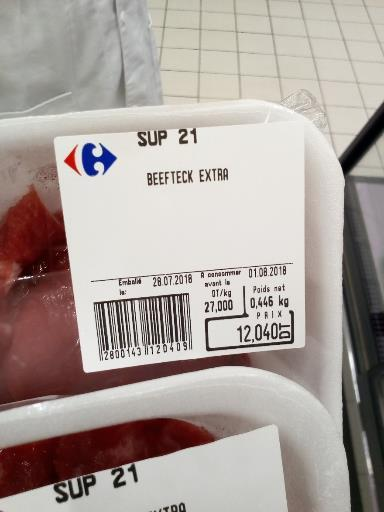 SUP 21
BEEFTECK EXTRA
Emballé le: 28.07.2018
A consommer avant le 01.08.2018
DT/kg 27,000
Poids net 0,446 kg
PRIX 12,040 DT
2800143 120409
SUP 21